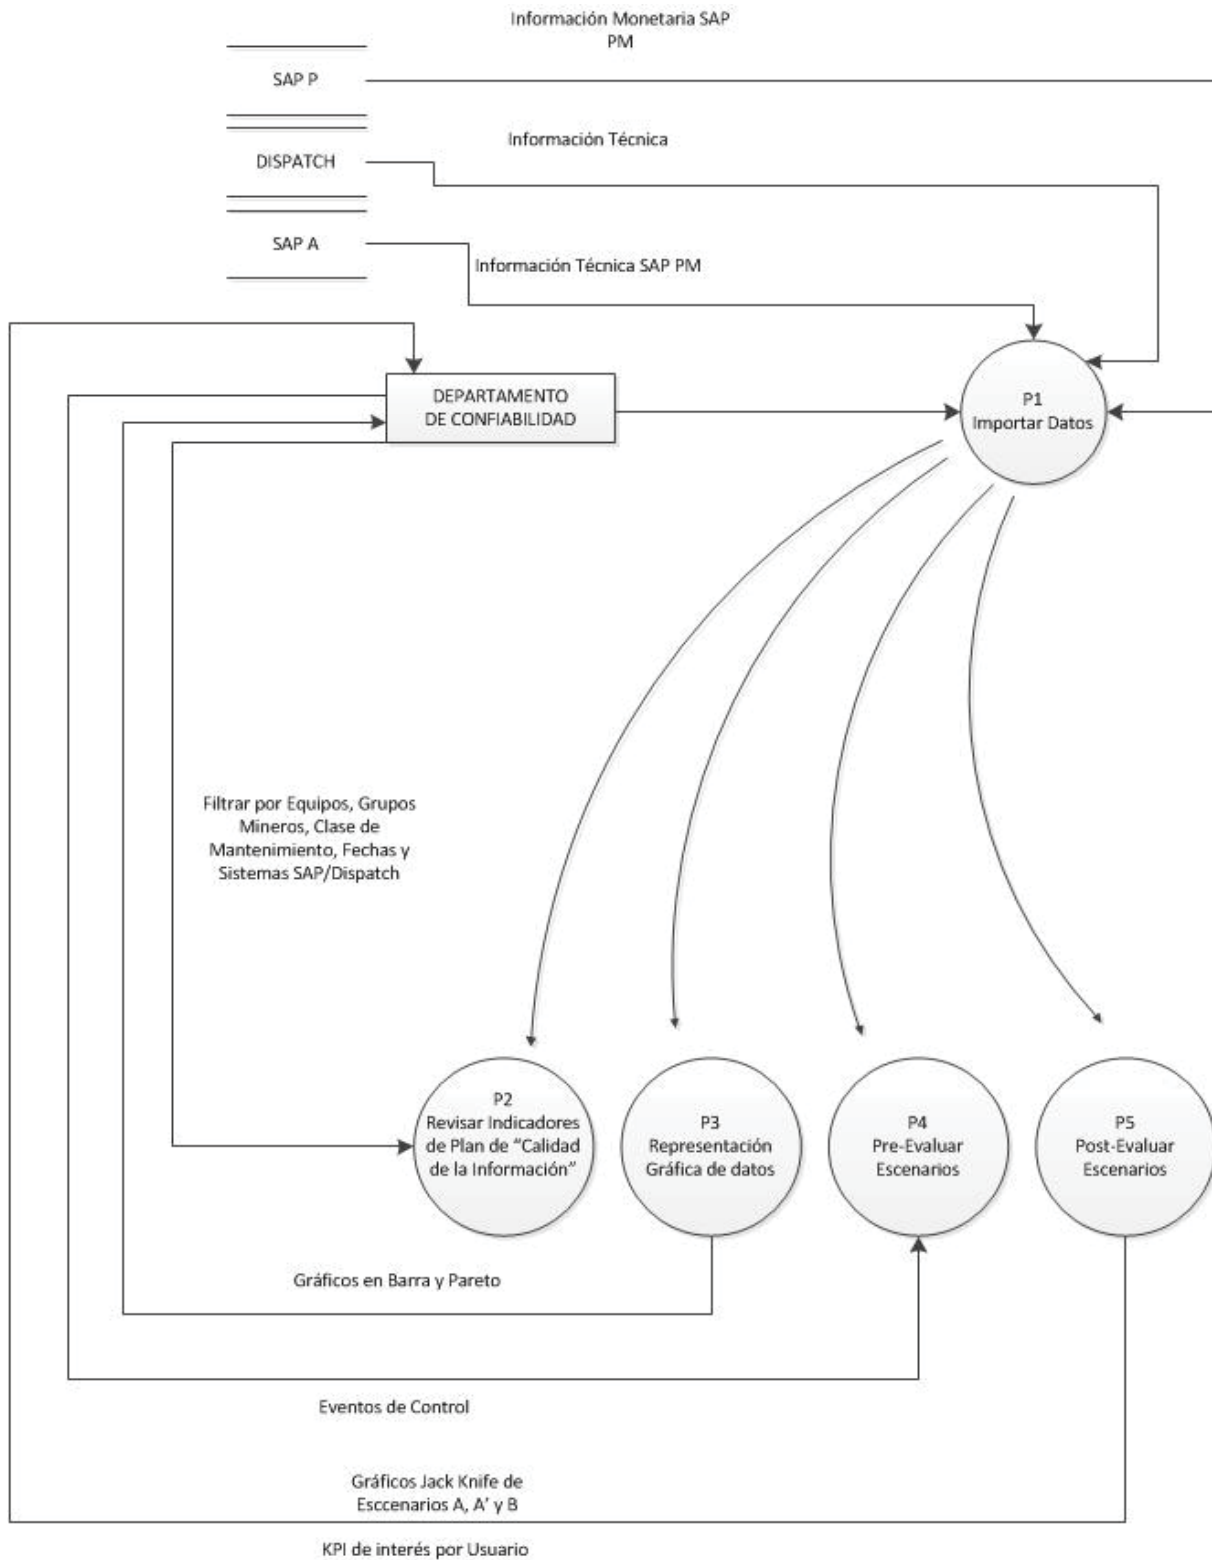 Información Monetaria SAP
PM
SAP P
Información Técnica
DISPATCH
SAP A
Información Técnica SAP PM
DEPARTAMENTO
DE CONFIABILIDAD
P1
Importar Datos
Filtrar por Equipos, Grupos
Mineros, Clase de
Mantenimiento, Fechas y
Sistemas SAP/Dispatch
P2
Revisar Indicadores
de Plan de “Calidad
de la Información”
P3
Representación
Gráfica de datos
P4
Pre-Evaluar
Escenarios
P5
Post-Evaluar
Escenarios
Gráficos en Barra y Pareto
Eventos de Control
Gráficos Jack Knife de
Esccenarios A, A’ y B
KPI de interés por Usuario